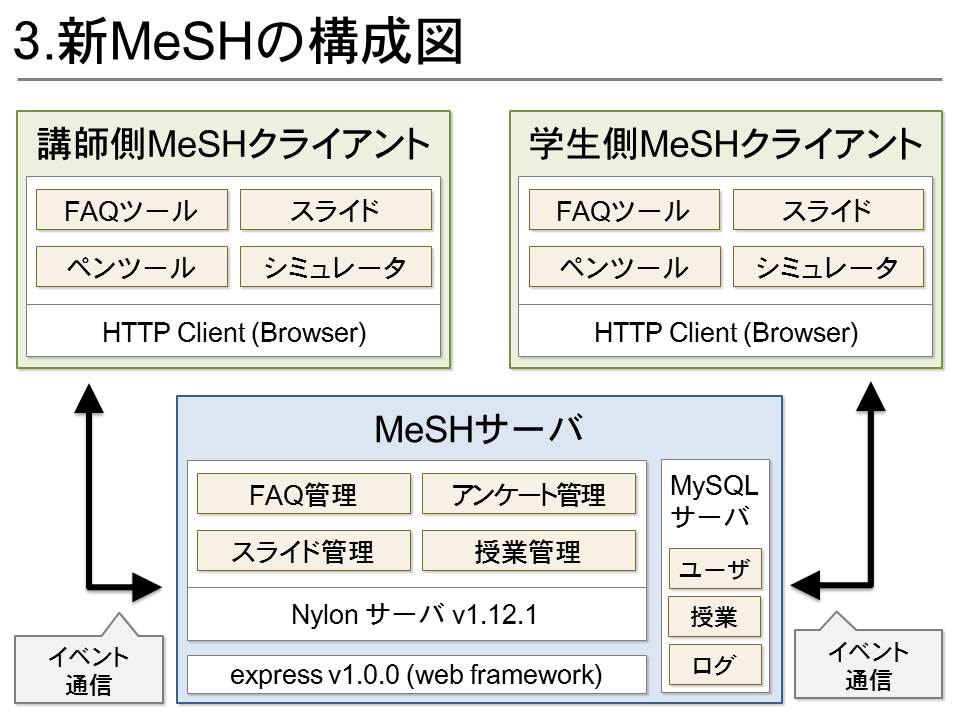 3.新MeSHの構成図
講師側MeSHクライアント
FAQツール
スライド
ペンツール
シミュレータ
HTTP Client (Browser)
学生側MeSHクライアント
FAQツール
スライド
ペンツール
シミュレータ
HTTP Client (Browser)
MeSHサーバ
FAQ管理
アンケート管理
スライド管理
授業管理
Nylon サーバ v1.12.1
express v1.0.0 (web framework)
MySQL
サーバ
ユーザ
授業
ログ
イベント
通信
イベント
通信